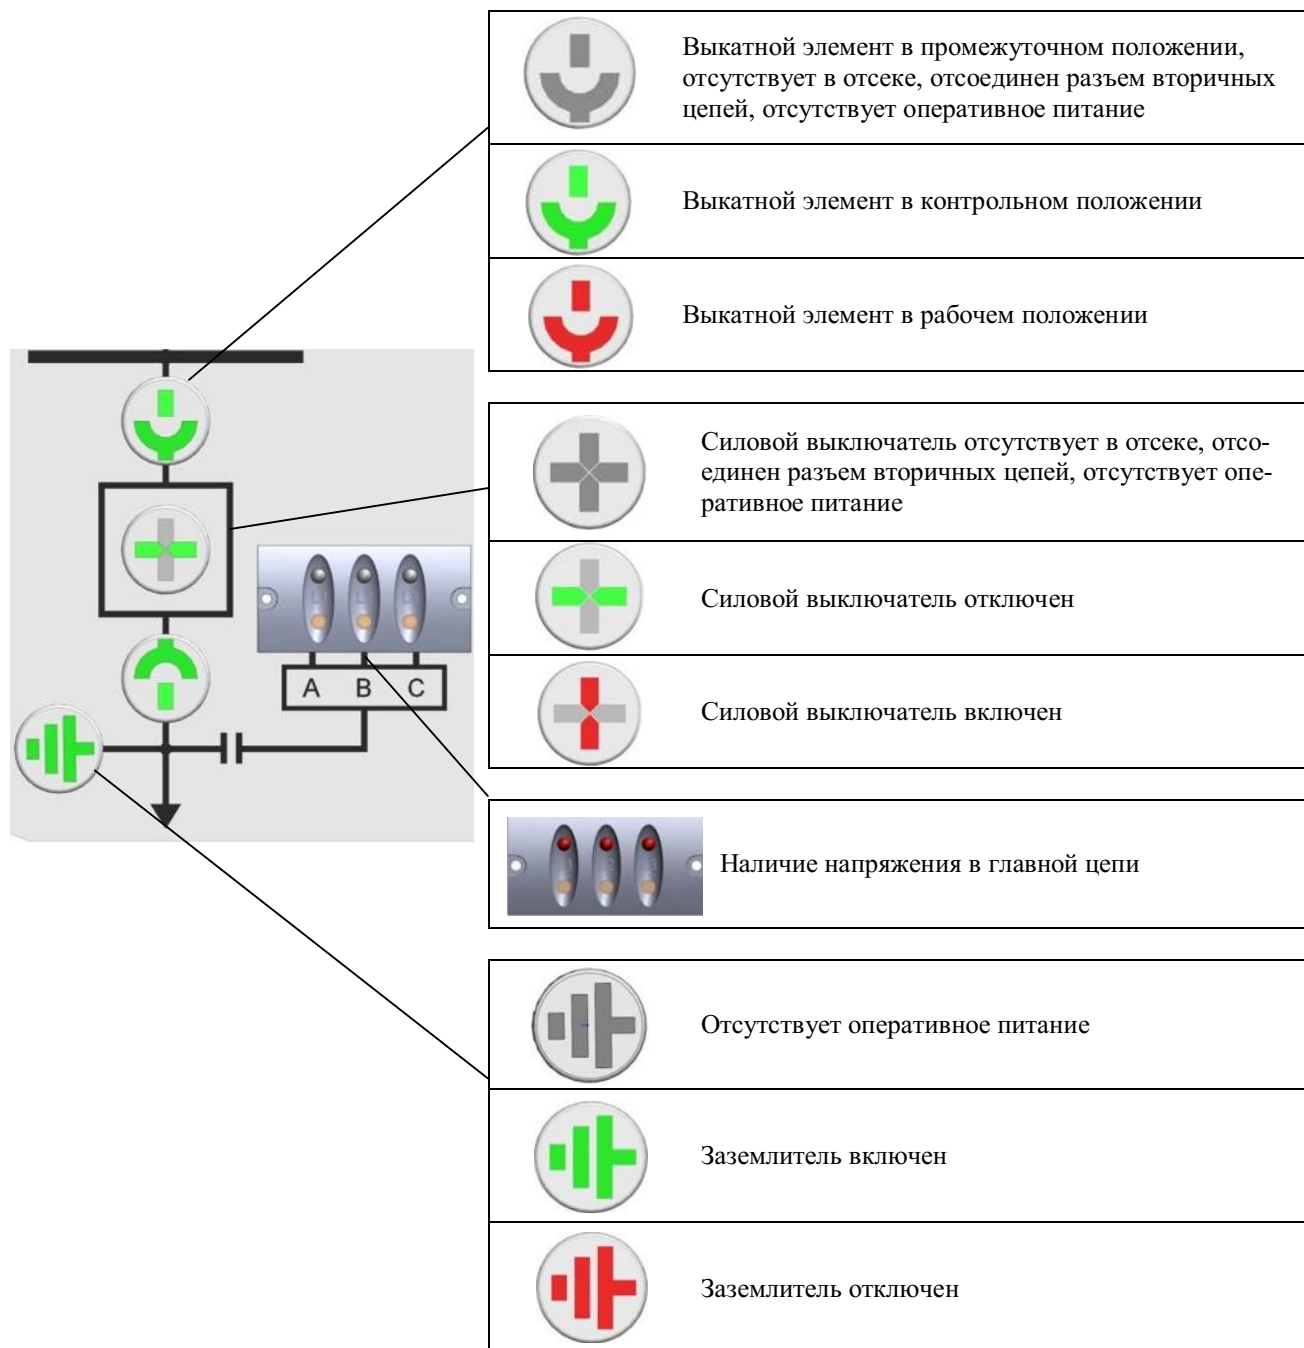 Выкатной элемент в промежуточном положении,
отсутствует в отсеке, отсоединен разъем вторичных
цепей, отсутствует оперативное питание
Выкатной элемент в контрольном положении
Выкатной элемент в рабочем положении
Силовой выключатель отсутствует в отсеке, отсо-
единен разъем вторичных цепей, отсутствует опе-
ративное питание
Силовой выключатель отключен
Силовой выключатель включен
A B C
Наличие напряжения в главной цепи
Отсутствует оперативное питание
Заземлитель включен
Заземлитель отключен